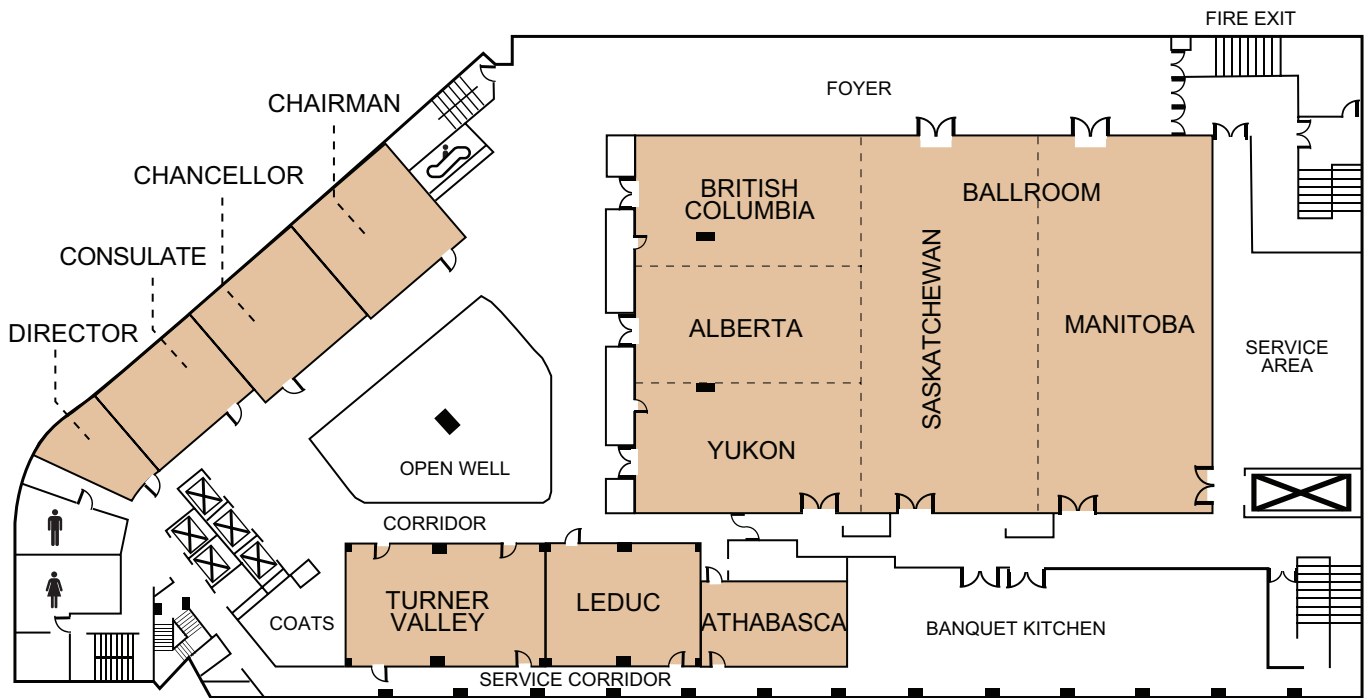 FIRE EXIT
FOYER
CHAIRMAN
CHANCELLOR
CONSULATE
DIRECTOR
BRITISH
COLUMBIA
BALLROOM
ALBERTA
SASKATCHEWAN
MANITOBA
SERVICE
AREA
YUKON
OPEN WELL
CORRIDOR
TURNER
VALLEY
LEDUC
ATHABASCA
COATS
BANQUET KITCHEN
SERVICE CORRIDOR